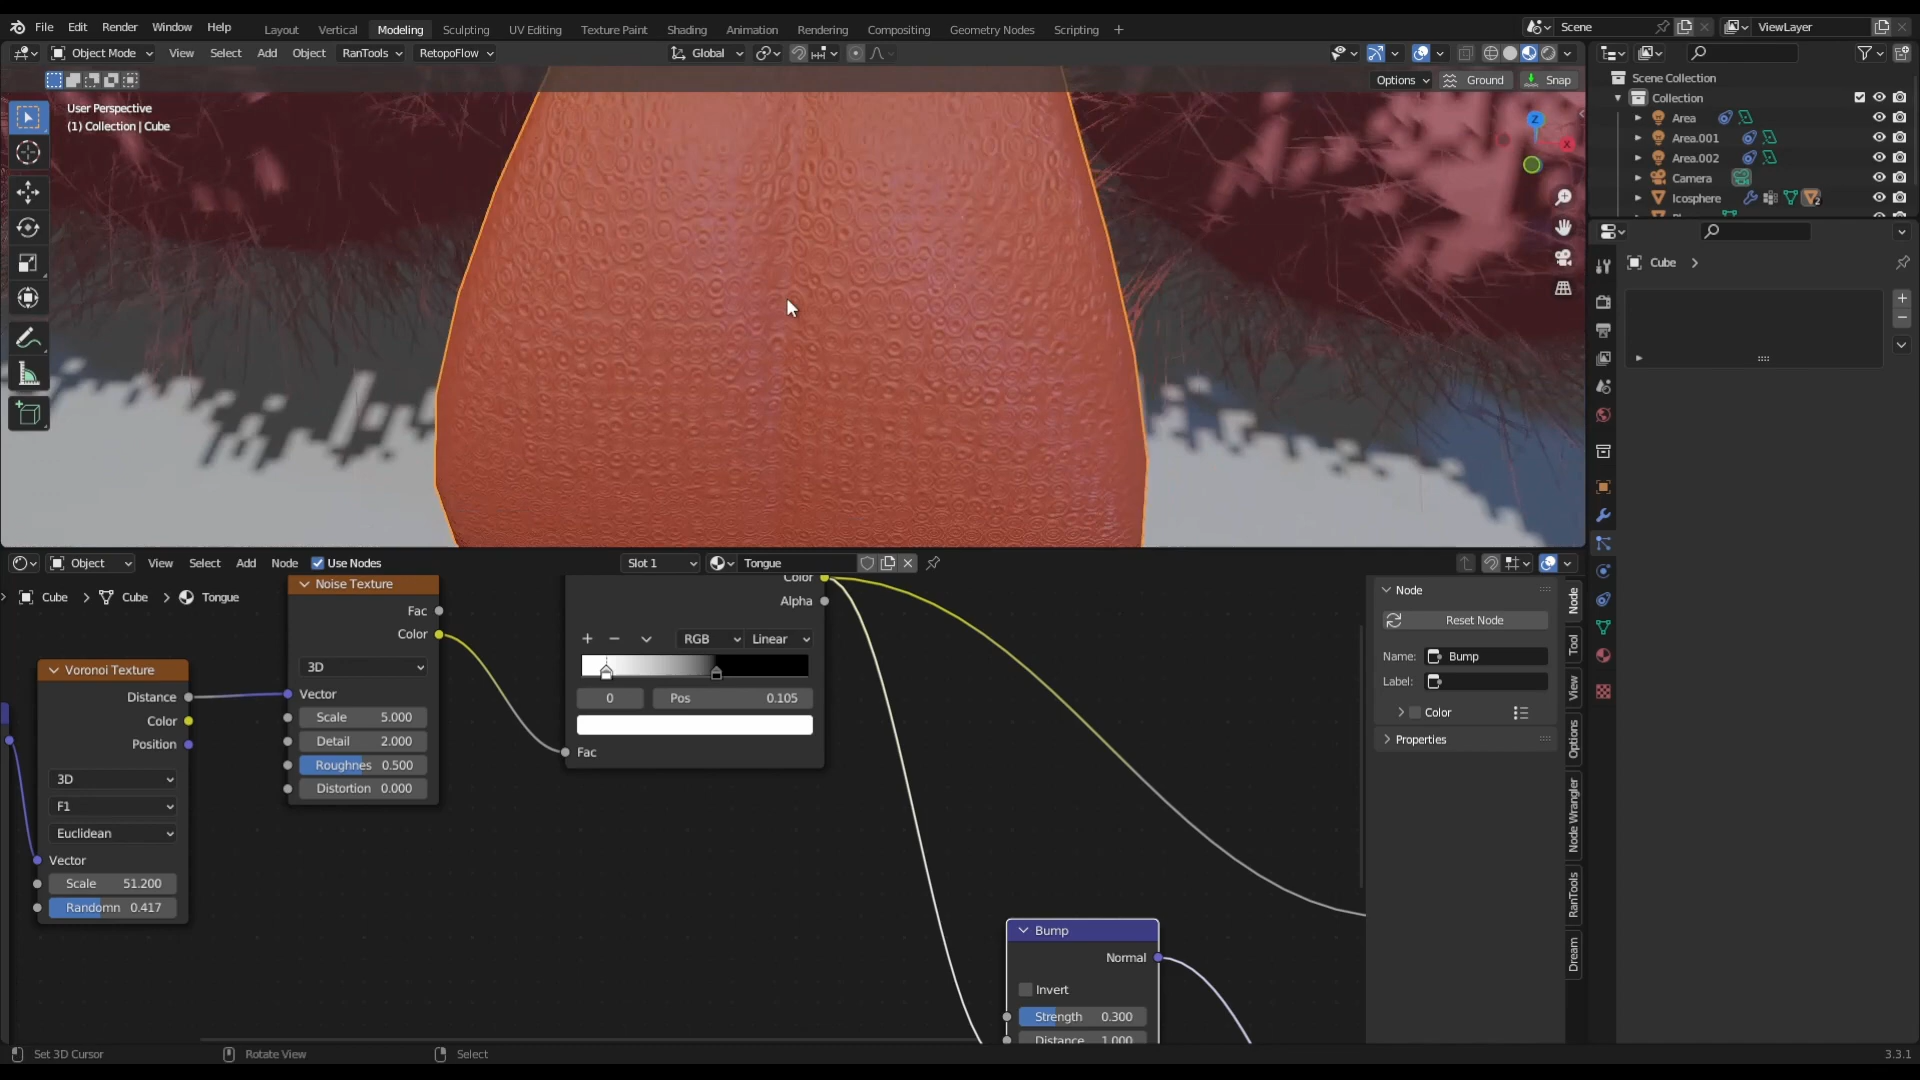 File Edit Render Window Help Layout Vertical Modeling Sculpting UV Editing Texture Paint Shading Animation Rendering Compositing Geometry Nodes Scripting + Scene ViewLayer
Object Mode View Select Add Object RanTools RetopoFlow Global
Options Ground Snap
User Perspective
(1) Collection | Cube
Z
X
Scene Collection
Collection
Area
Area.001
Area.002
Camera
Icosphere
2
Cube
Object View Select Add Node Use Nodes Slot 1 Tongue
Cube > Cube > Tongue
Voronoi Texture
Distance
Color
Position
3D
F1
Euclidean
Vector
Scale 51.200
Randomn 0.417
Noise Texture
Fac
Color
3D
Vector
Scale 5.000
Detail 2.000
Roughnes 0.500
Distortion 0.000
Color
Alpha
+ − RGB Linear
0 Pos 0.105
Fac
Bump
Normal
Invert
Strength 0.300
Distance 1.000
Node
Reset Node
Name: Bump
Label:
Color
Properties
Node
Tool
View
Options
Node Wrangler
RanTools
Dream
Set 3D Cursor Rotate View Select 3.3.1